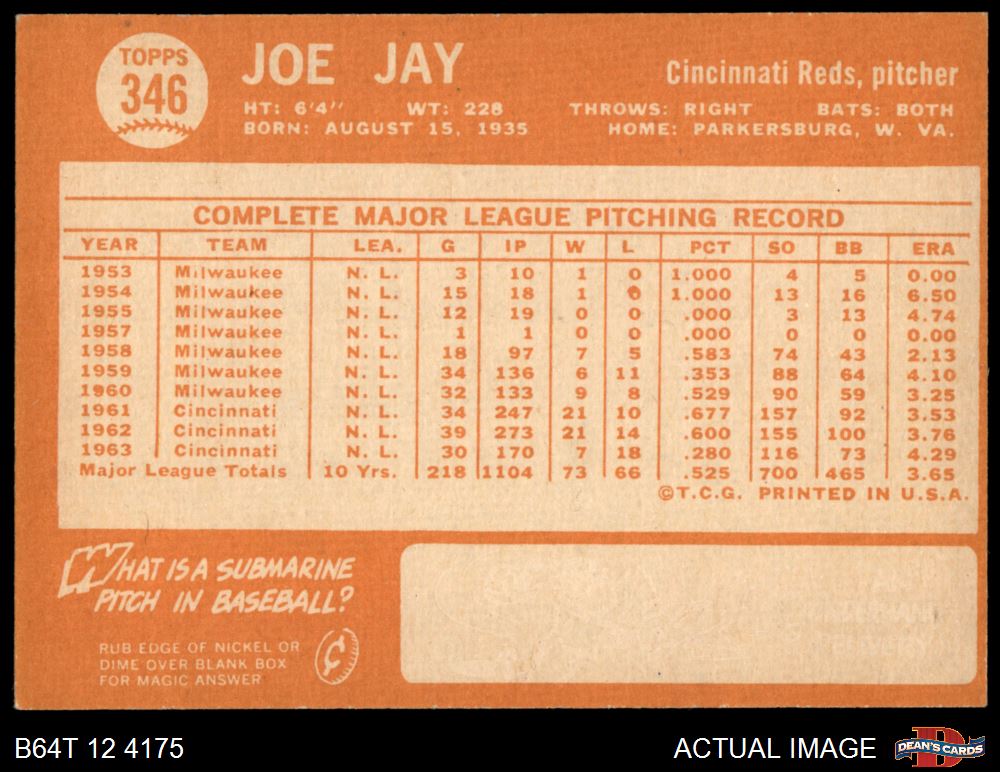 TOPPS
346
JOE JAY
Cincinnati Reds, pitcher
HT: 6'4" WT: 228 THROWS: RIGHT BATS: BOTH
BORN: AUGUST 15, 1935 HOME: PARKERSBURG, W. VA.
COMPLETE MAJOR LEAGUE PITCHING RECORD
YEAR TEAM LEA. G IP W L PCT SO BB ERA
1953 Milwaukee N. L. 3 10 1 0 1.000 4 5 0.00
1954 Milwaukee N. L. 15 18 1 0 1.000 13 16 6.50
1955 Milwaukee N. L. 12 19 0 0 .000 3 13 4.74
1957 Milwaukee N. L. 1 1 0 0 .000 0 0 0.00
1958 Milwaukee N. L. 18 97 7 5 .583 74 43 2.13
1959 Milwaukee N. L. 34 136 6 11 .353 88 64 4.10
1960 Milwaukee N. L. 32 133 9 8 .529 90 59 3.25
1961 Cincinnati N. L. 34 247 21 10 .677 157 92 3.53
1962 Cincinnati N. L. 39 273 21 14 .600 155 100 3.76
1963 Cincinnati N. L. 30 170 7 18 .280 116 73 4.29
Major League Totals 10 Yrs. 218 1104 73 66 .525 700 465 3.65
©T.C.G. PRINTED IN U.S.A.
WHAT IS A SUBMARINE
PITCH IN BASEBALL?
RUB EDGE OF NICKEL OR
DIME OVER BLANK BOX
FOR MAGIC ANSWER
¢
B64T 12 4175
ACTUAL IMAGE
D
DEAN'S CARDS